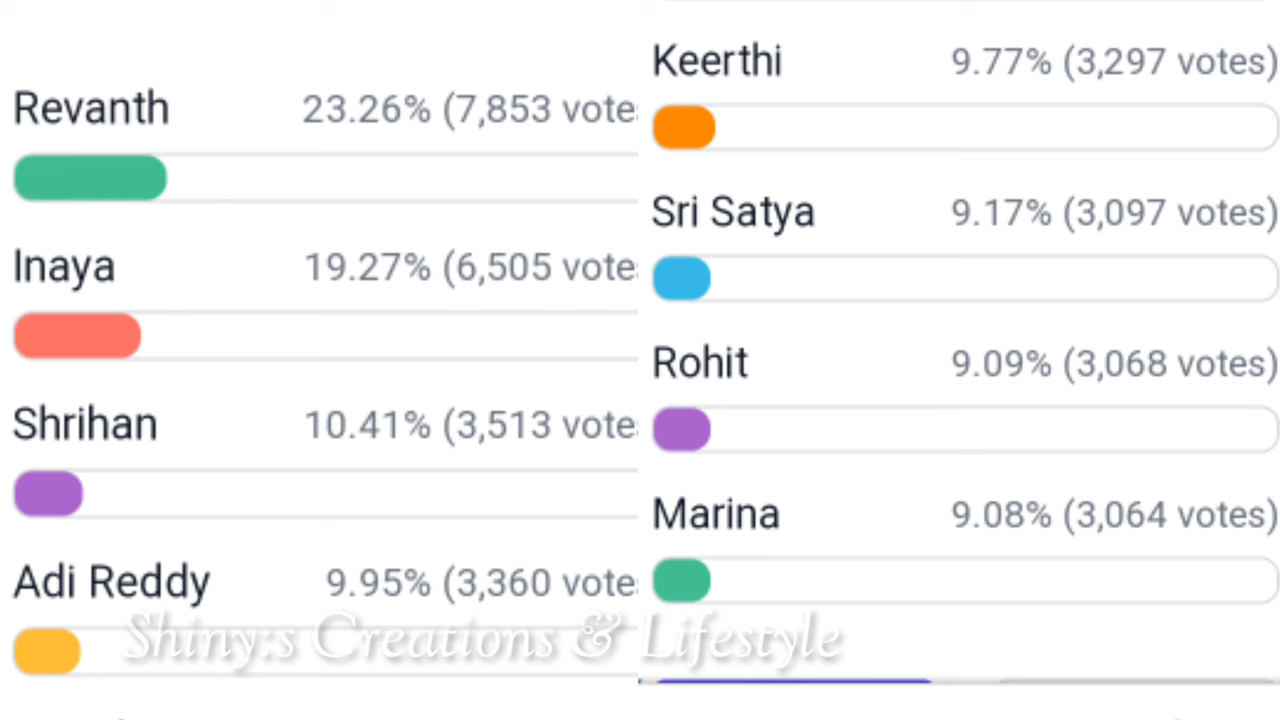 Revanth 23.26% (7,853 vote
Inaya 19.27% (6,505 vote
Shrihan 10.41% (3,513 vote
Adi Reddy 9.95% (3,360 vote
Keerthi 9.77% (3,297 votes)
Sri Satya 9.17% (3,097 votes)
Rohit 9.09% (3,068 votes)
Marina 9.08% (3,064 votes)
Shiny:s Creations & Lifestyle